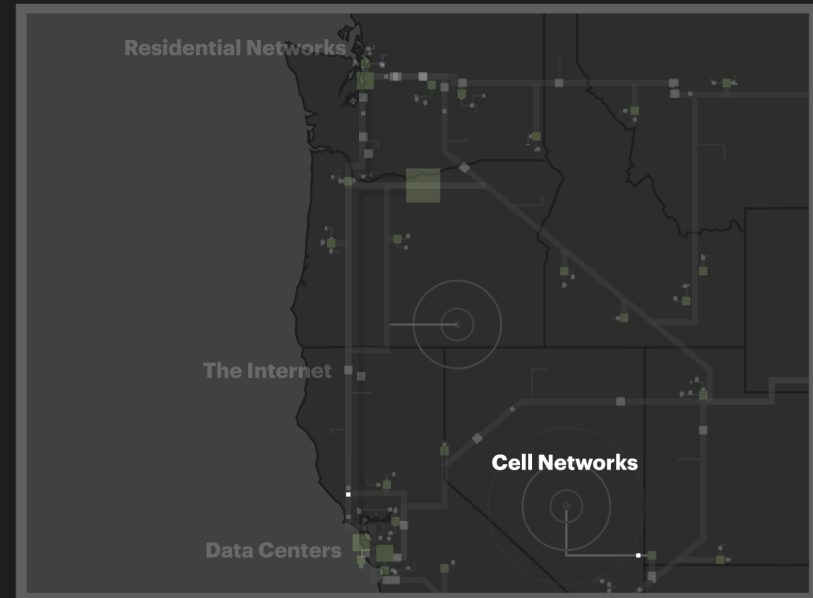 Residential Networks
The Internet
Cell Networks
Data Centers